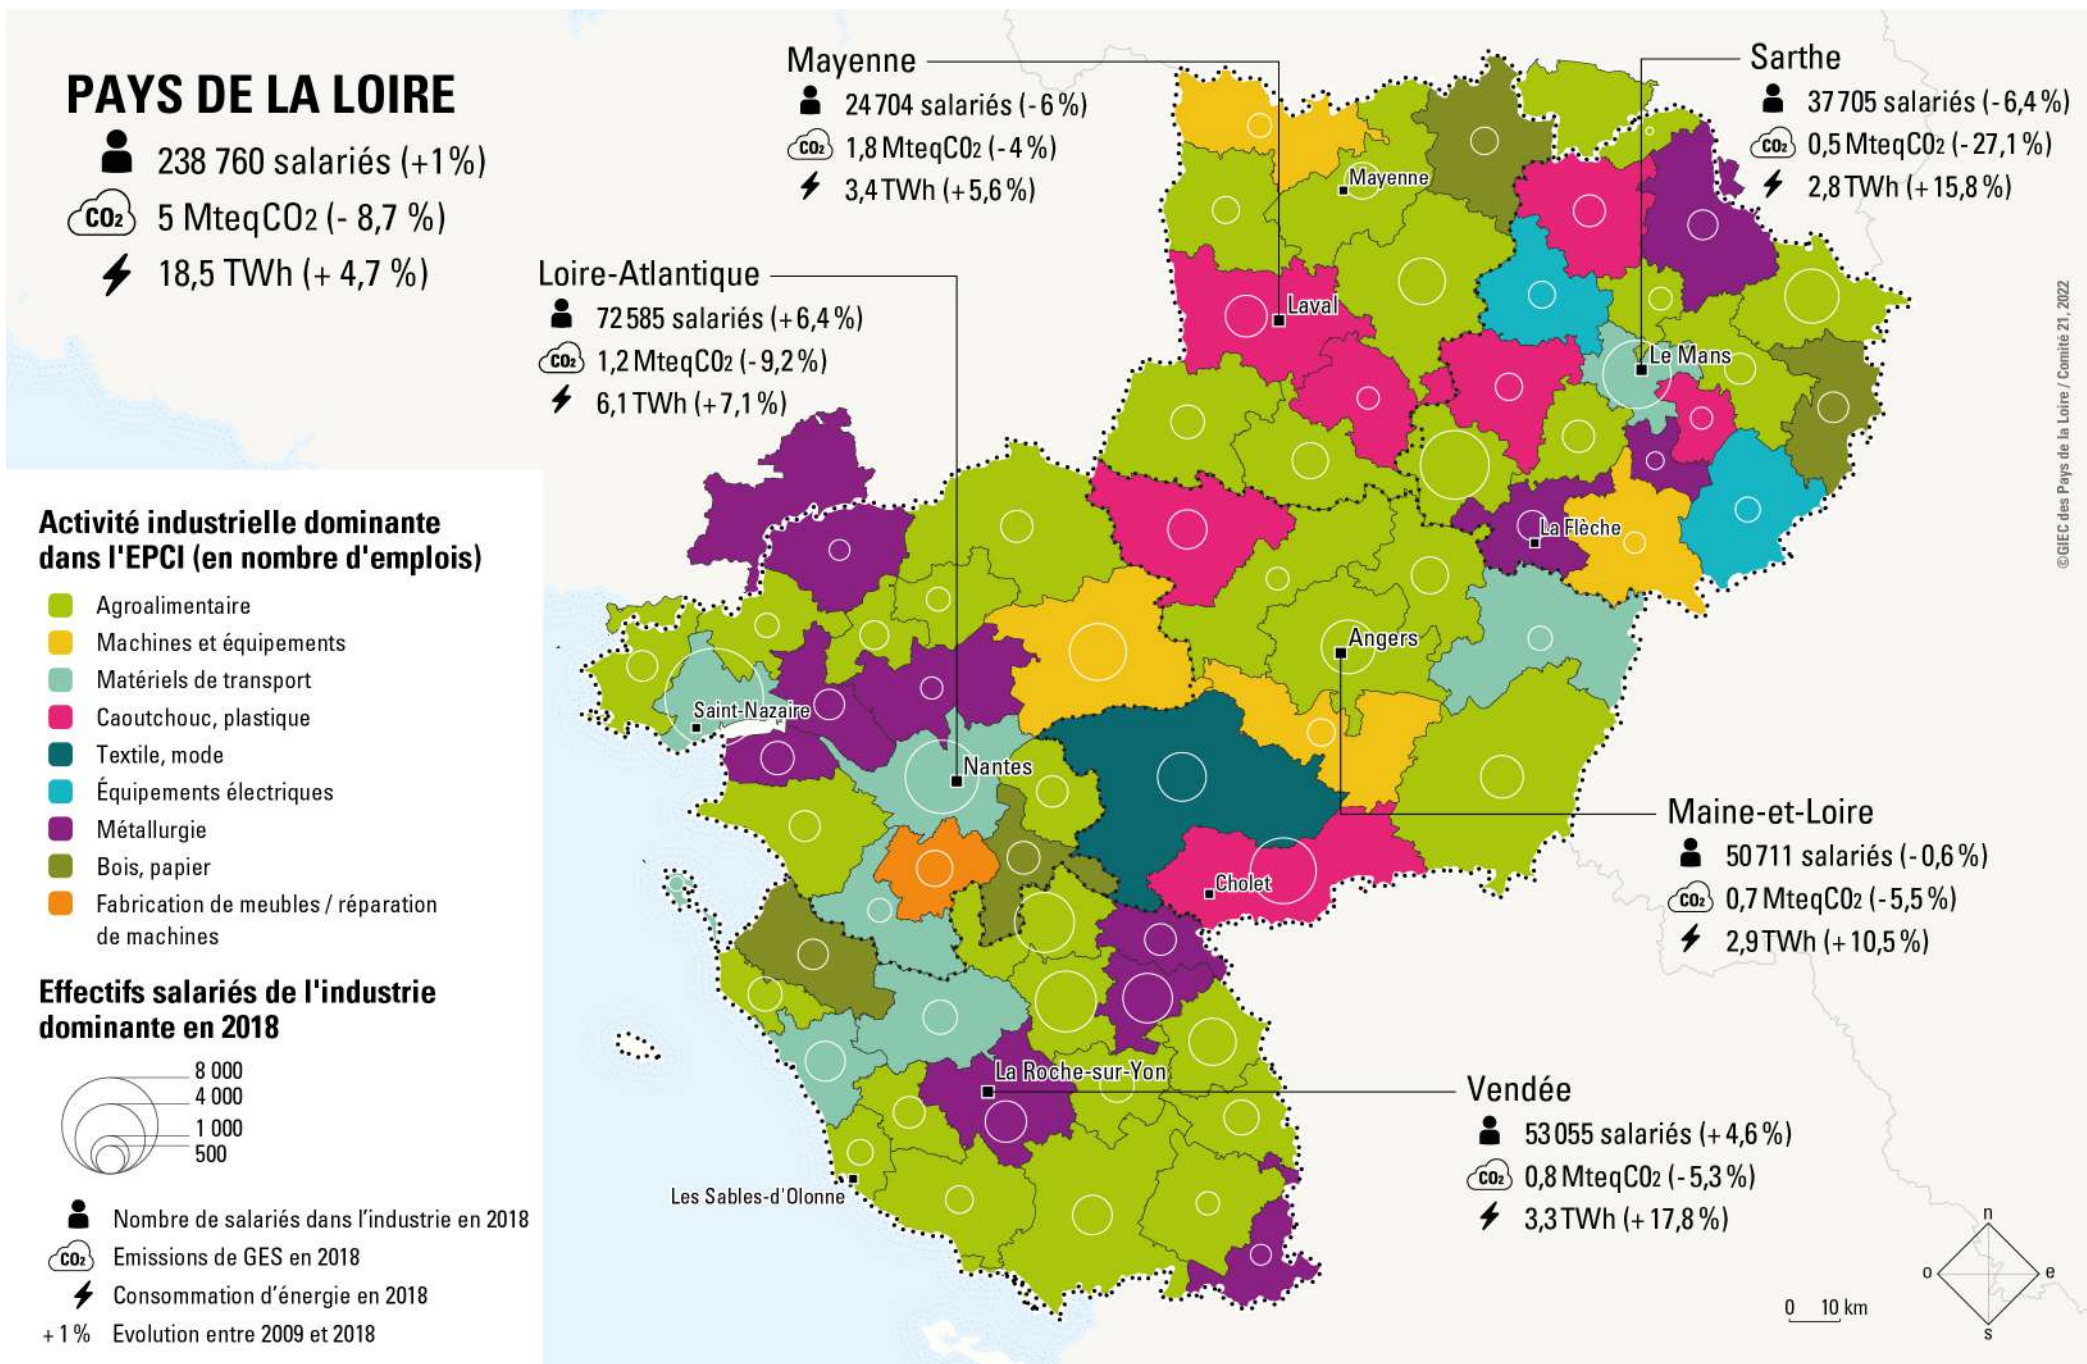 PAYS DE LA LOIRE
238 760 salariés (+1%)
CO2 5 MteqCO2 (- 8,7 %)
18,5 TWh (+ 4,7 %)
Mayenne
24 704 salariés (- 6 %)
CO2 1,8 MteqCO2 (- 4 %)
3,4 TWh (+ 5,6 %)
Sarthe
37 705 salariés (- 6,4 %)
CO2 0,5 MteqCO2 (- 27,1 %)
2,8 TWh (+ 15,8 %)
Loire-Atlantique
72 585 salariés (+ 6,4 %)
CO2 1,2 MteqCO2 (- 9,2 %)
6,1 TWh (+ 7,1 %)
Mayenne
Laval
Le Mans
La Flèche
Angers
Saint-Nazaire
Nantes
Cholet
La Roche-sur-Yon
Les Sables-d'Olonne
Maine-et-Loire
50 711 salariés (- 0,6 %)
CO2 0,7 MteqCO2 (- 5,5 %)
2,9 TWh (+ 10,5 %)
Vendée
53 055 salariés (+ 4,6 %)
CO2 0,8 MteqCO2 (- 5,3 %)
3,3 TWh (+ 17,8 %)
Activité industrielle dominante
dans l'EPCI (en nombre d'emplois)
Agroalimentaire
Machines et équipements
Matériels de transport
Caoutchouc, plastique
Textile, mode
Équipements électriques
Métallurgie
Bois, papier
Fabrication de meubles / réparation
de machines
Effectifs salariés de l'industrie
dominante en 2018
8 000
4 000
1 000
500
Nombre de salariés dans l'industrie en 2018
CO2 Emissions de GES en 2018
Consommation d'énergie en 2018
+ 1 % Evolution entre 2009 et 2018
©GIEC des Pays de la Loire / Comité 21, 2022
n
o
e
s
0 10 km